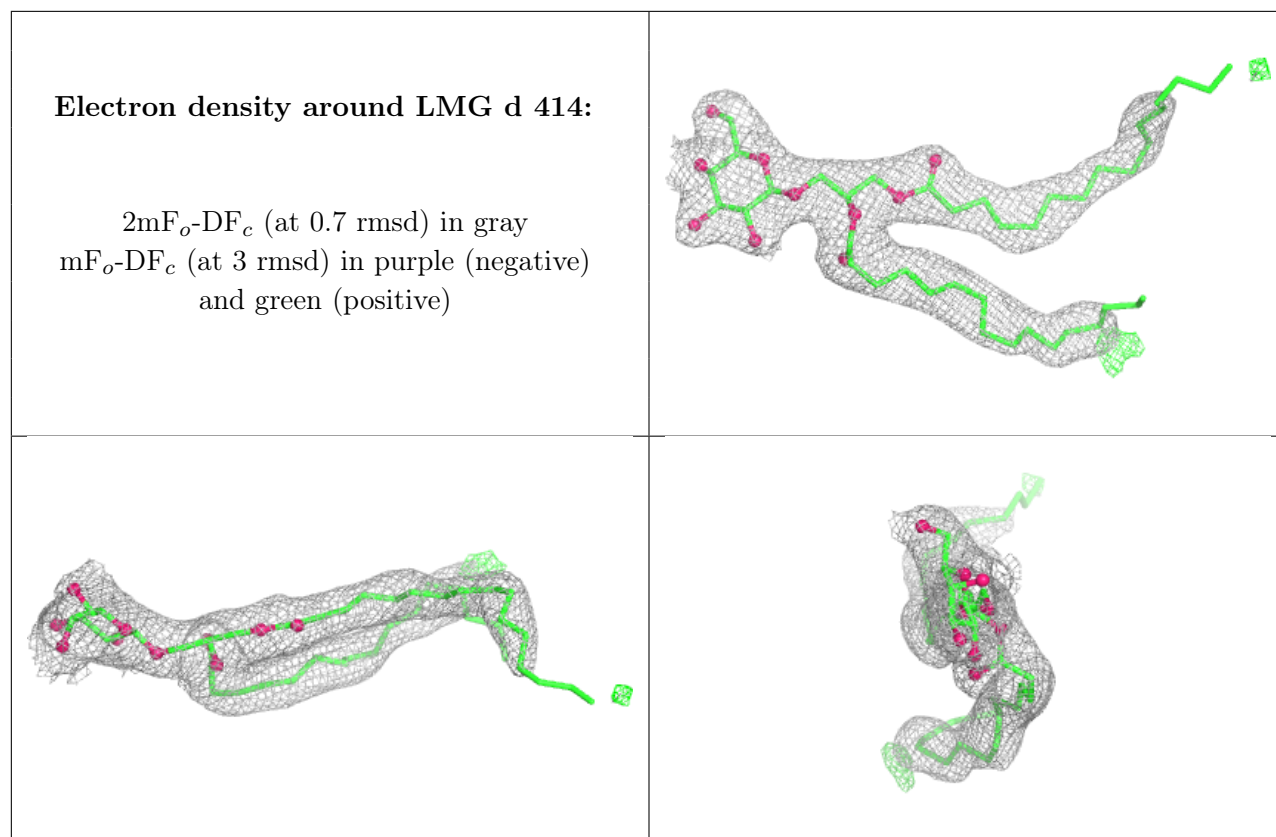 Electron density around LMG d 414:
2mFo-DFc (at 0.7 rmsd) in gray
mFo-DFc (at 3 rmsd) in purple (negative)
and green (positive)